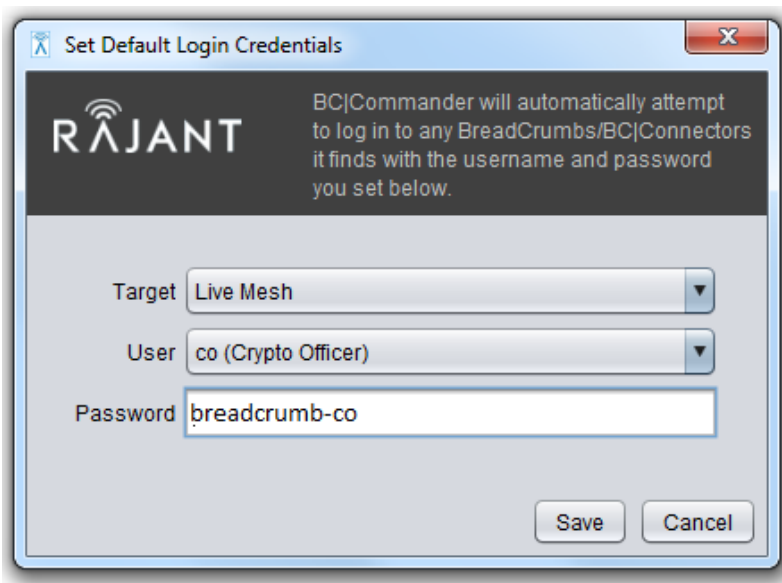 Set Default Login Credentials
RAJANT
BC|Commander will automatically attempt
to log in to any BreadCrumbs/BC|Connectors
it finds with the username and password
you set below.
Target Live Mesh
User co (Crypto Officer)
Password breadcrumb-co
Save Cancel